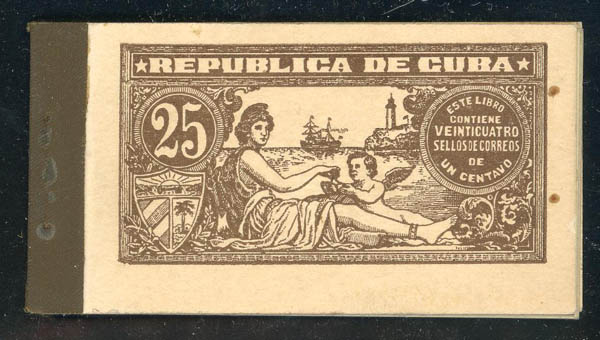 ★REPUBLICA DE CUBA★
25
ESTE LIBRO
CONTIENE
VEINTICUATRO
SELLOS DE CORREOS
DE
UN CENTAVO